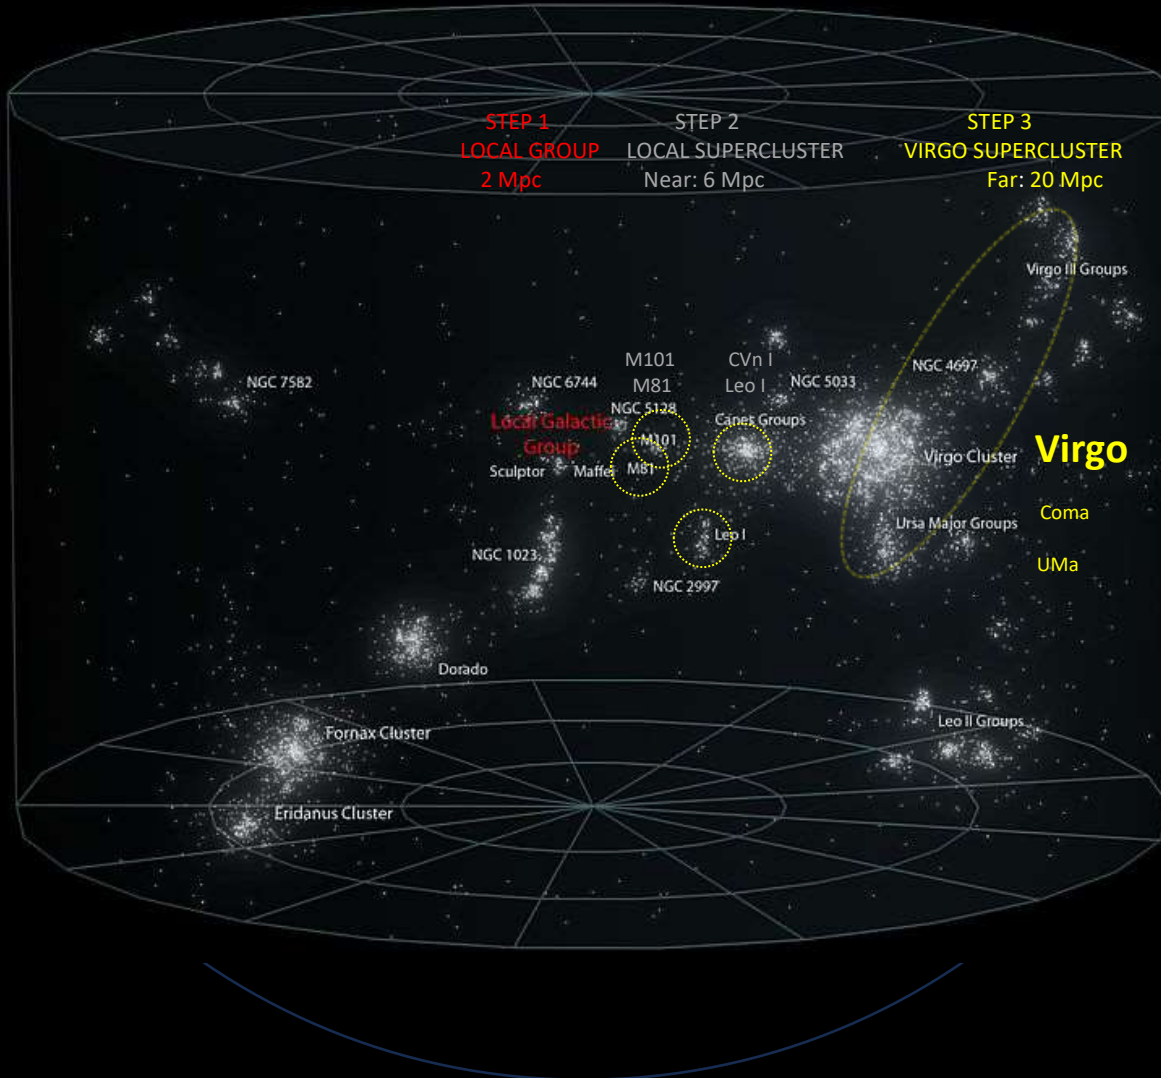 STEP 1
LOCAL GROUP
2 Mpc
STEP 2
LOCAL SUPERCLUSTER
Near: 6 Mpc
STEP 3
VIRGO SUPERCLUSTER
Far: 20 Mpc
Virgo III Groups
M101
M81
CVn I
Leo I
NGC 7582
NGC 6744
NGC 5033
NGC 4697
NGC 5128
Local Galactic
Group
Canes Groups
M101
M81
Sculptor
Maffei
Virgo Cluster
Virgo
Ursa Major Groups
Coma
UMa
NGC 1023
Leo I
NGC 2997
Dorado
Fornax Cluster
Leo II Groups
Eridanus Cluster